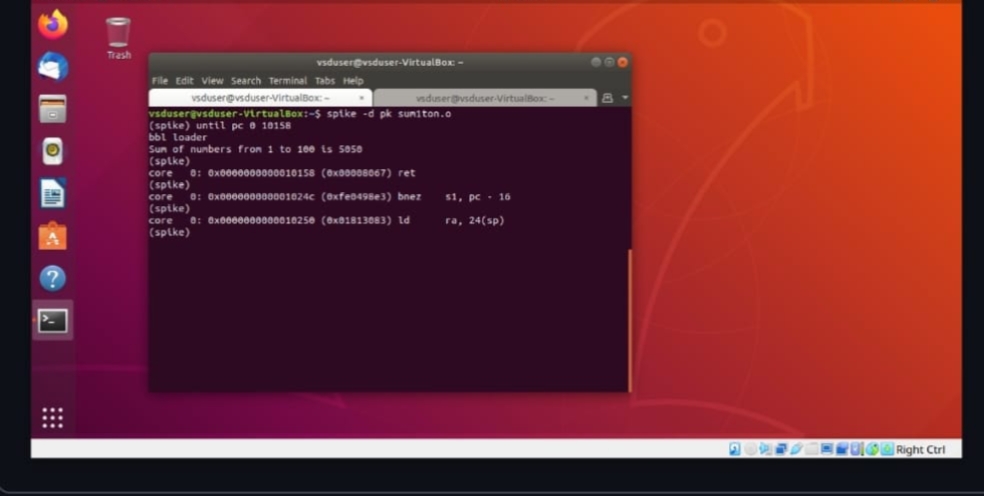 Trash
vsduser@vsduser-VirtualBox: ~
File Edit View Search Terminal Tabs Help
vsduser@vsduser-VirtualBox: ~ × vsduser@vsduser-VirtualBox: ~ ×
vsduser@vsduser-VirtualBox:~$ spike -d pk sum1ton.o
(spike) until pc 0 10158
bbl loader
Sum of numbers from 1 to 100 is 5050
(spike)
core 0: 0x0000000000010158 (0x00008067) ret
(spike)
core 0: 0x000000000001024c (0xfe0498e3) bnez s1, pc - 16
(spike)
core 0: 0x0000000000010250 (0x01813083) ld ra, 24(sp)
(spike)
Right Ctrl